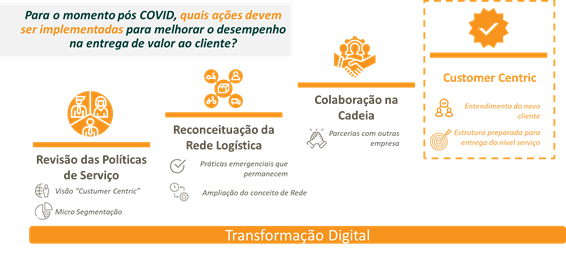 Para o momento pós COVID, quais ações devem
ser implementadas para melhorar o desempenho
na entrega de valor ao cliente?
Revisão das Políticas
de Serviço
Visão "Custumer Centric"
Micro Segmentação
Reconceituação da
Rede Logística
Práticas emergenciais que
permanecem
Ampliação do conceito de Rede
Colaboração na
Cadeia
Parcerias com outras
empresa
Customer Centric
Entendimento do novo
cliente
Estrutura preparada para
entrega do nível serviço
Transformação Digital